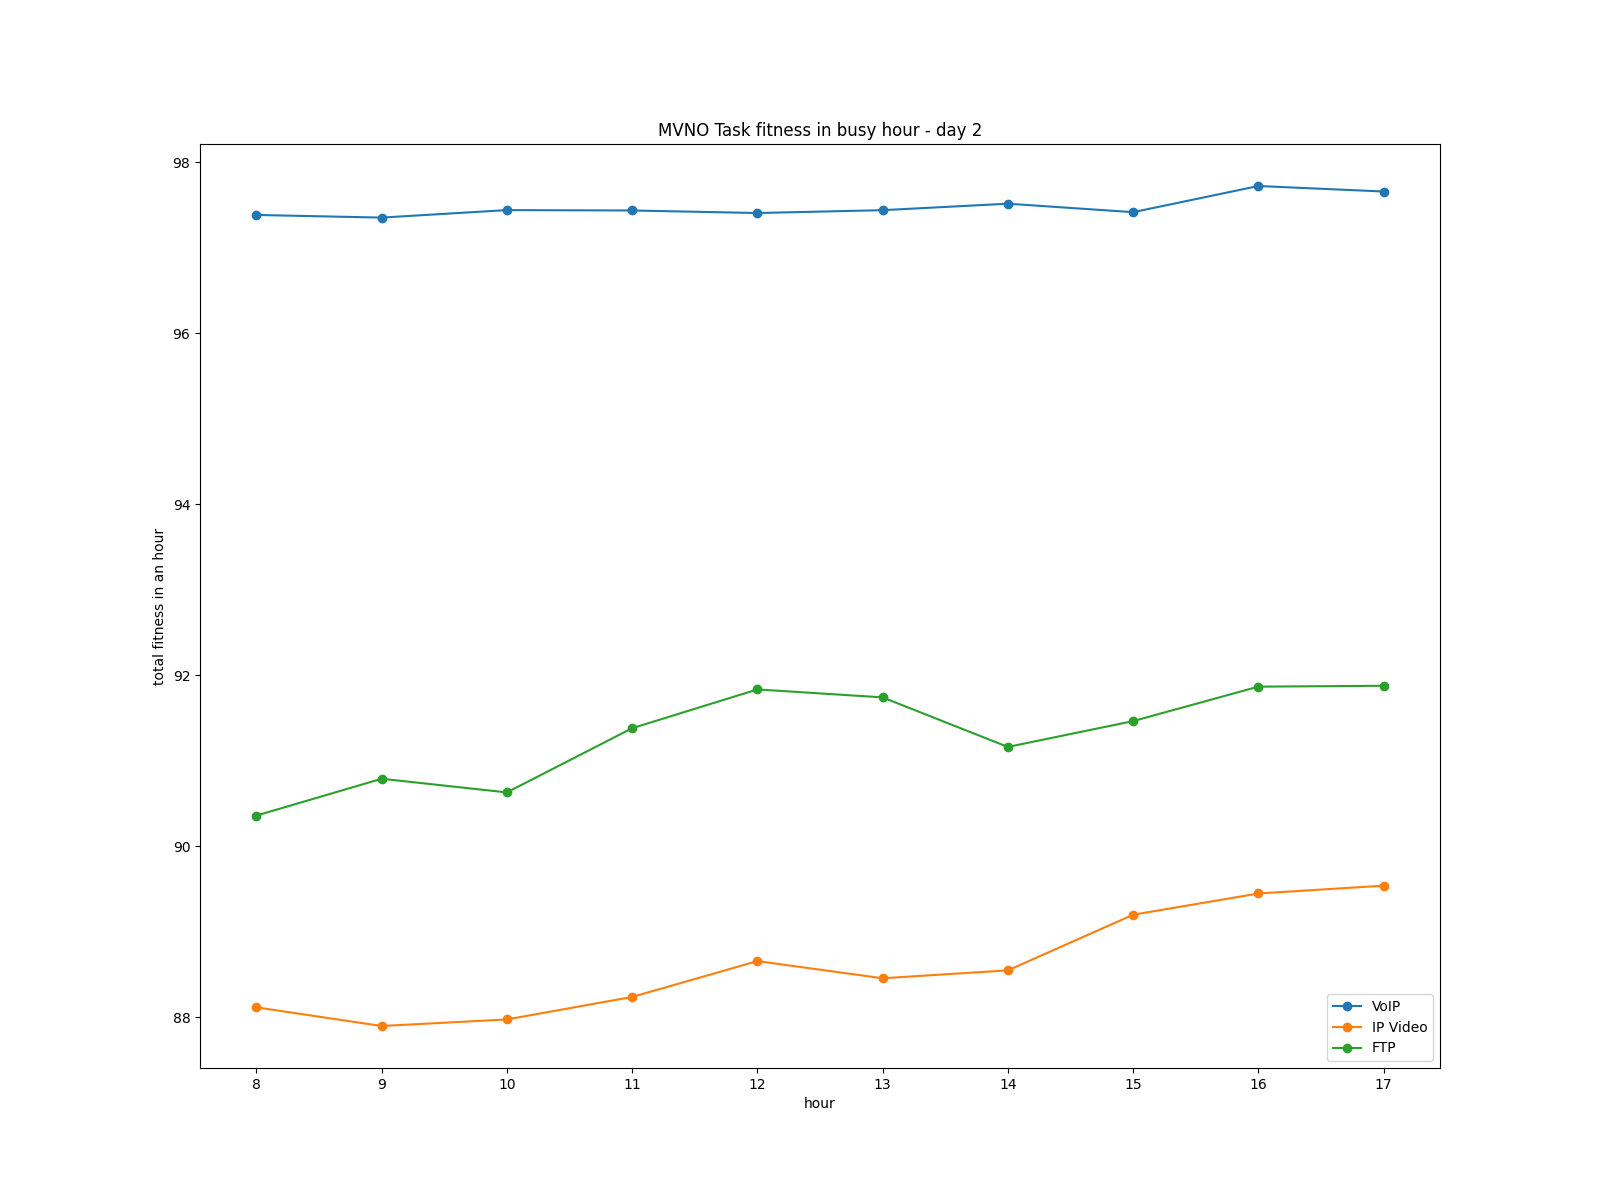 MVNO Task fitness in busy hour - day 2
98
96
94
92
90
88
total fitness in an hour
8 9 10 11 12 13 14 15 16 17
hour
VoIP
IP Video
FTP